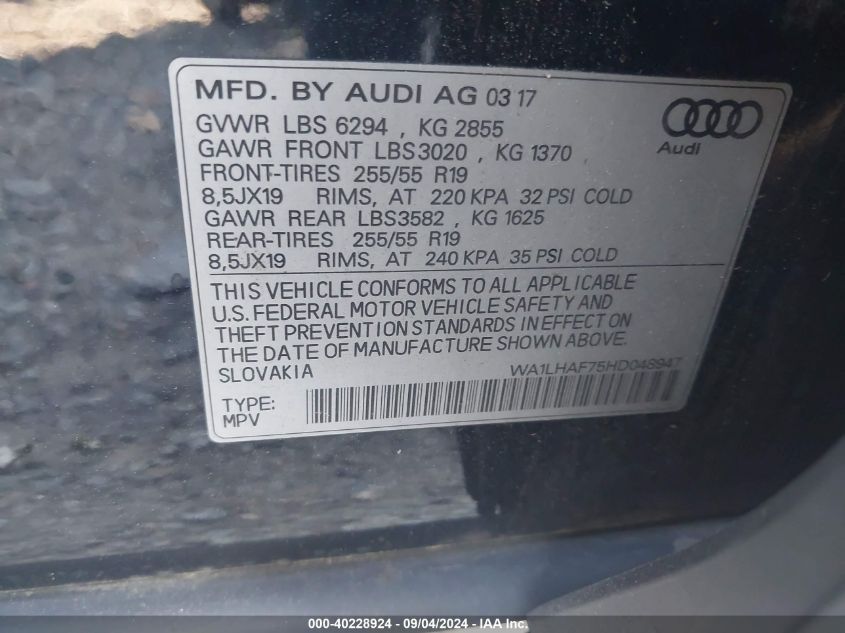 MFD. BY AUDI AG 03 17
GVWR LBS 6294 , KG 2855
GAWR FRONT LBS3020 , KG 1370
FRONT-TIRES 255/55 R19
8,5JX19 RIMS, AT 220 KPA 32 PSI COLD
GAWR REAR LBS3582 , KG 1625
REAR-TIRES 255/55 R19
8,5JX19 RIMS, AT 240 KPA 35 PSI COLD
Audi
THIS VEHICLE CONFORMS TO ALL APPLICABLE
U.S. FEDERAL MOTOR VEHICLE SAFETY AND
THEFT PREVENTION STANDARDS IN EFFECT ON
THE DATE OF MANUFACTURE SHOWN ABOVE.
SLOVAKIA WA1LHAF75HD048947
TYPE:
MPV
000-40228924 - 09/04/2024 - WWW.IAAI.COM